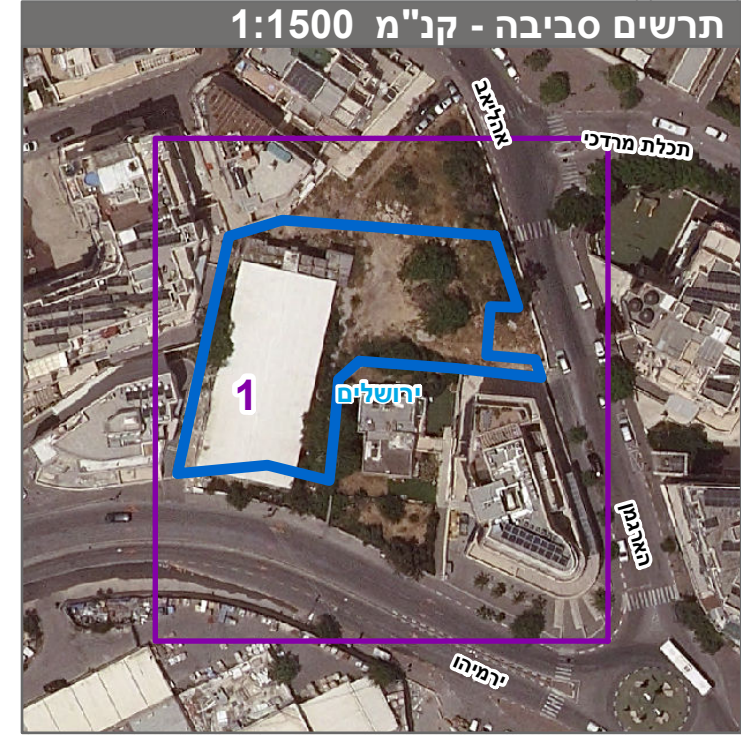 תרשים סביבה - קנ"מ 1:1500
אהליאב
תכלת מרדכי
1
ירושלים
הארגמן
ירמיהו